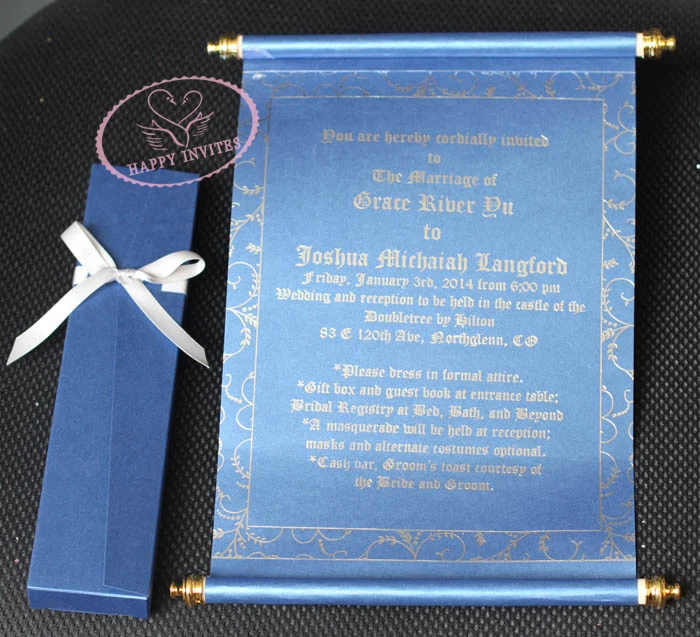 HAPPY INVITES
You are hereby cordially invited
to
The Marriage of
Grace River Yu
to
Joshua Michaiah Langford
Friday, January 3rd, 2014 from 6:00 pm
Wedding and reception to be held in the castle of the
Doubletree by Hilton
83 E 120th Ave, Northglenn, CO
*Please dress in formal attire.
*Gift box and guest book at entrance table;
Bridal Registry at Bed, Bath, and Beyond
*A masquerade will be held at reception;
masks and alternate costumes optional.
*Cash bar, Groom's toast courtesy of
the Bride and Groom.